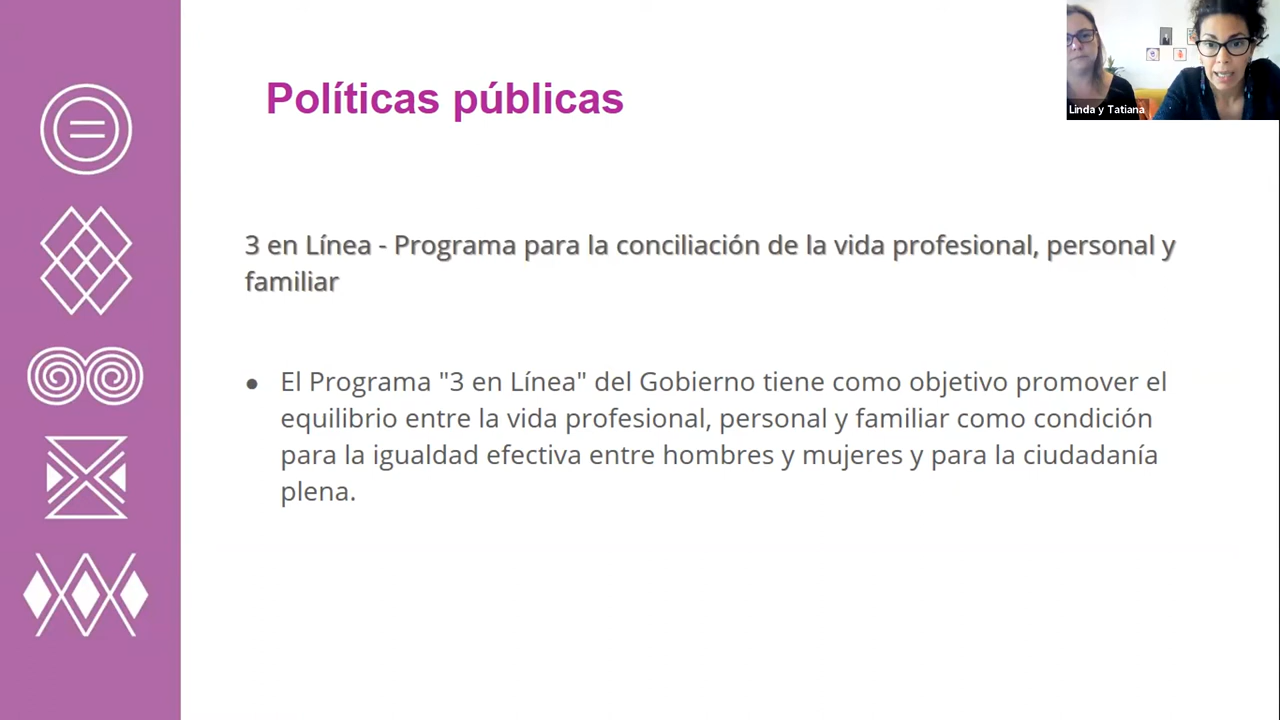 Políticas públicas
Linda y Tatiana
3 en Línea - Programa para la conciliación de la vida profesional, personal y
familiar
● El Programa "3 en Línea" del Gobierno tiene como objetivo promover el
equilibrio entre la vida profesional, personal y familiar como condición
para la igualdad efectiva entre hombres y mujeres y para la ciudadanía
plena.